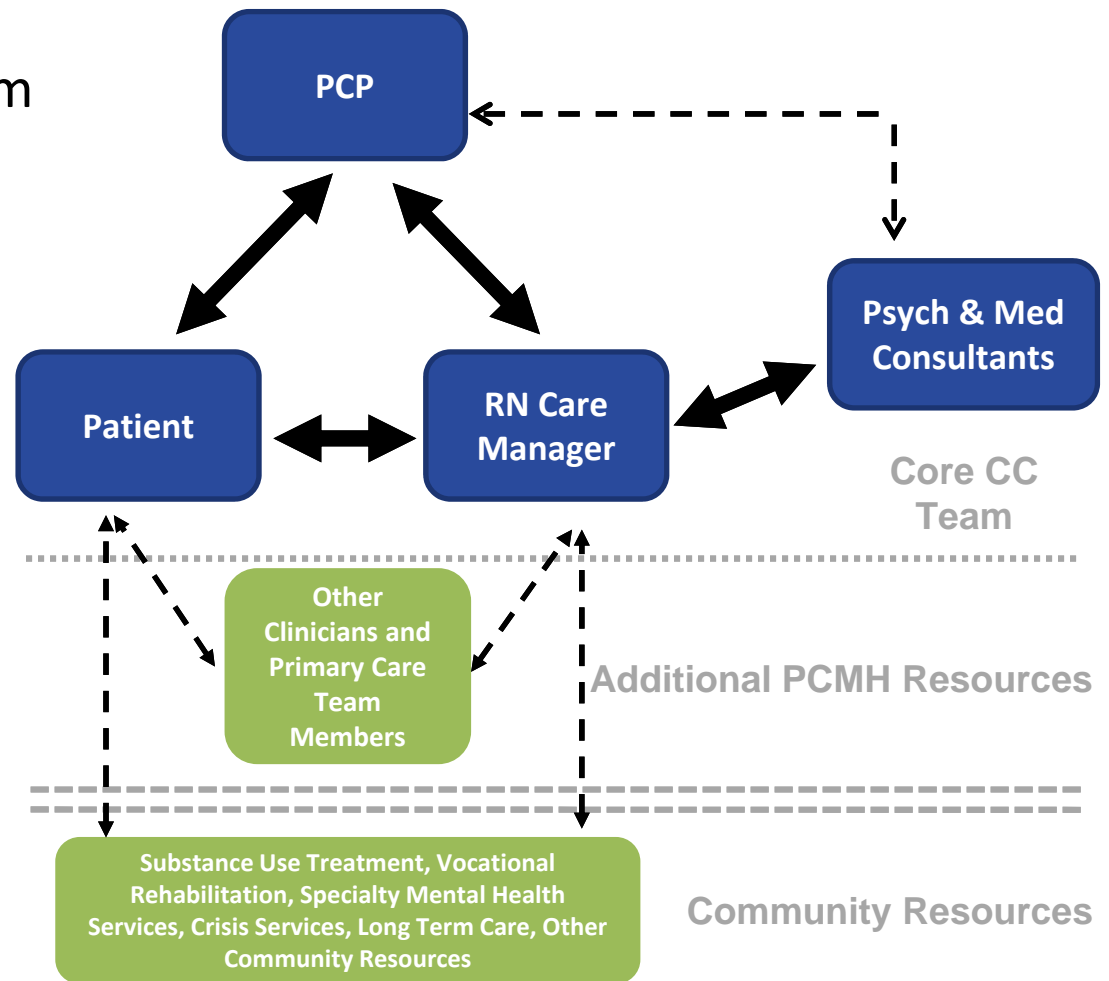 m
PCP
Psych & Med
Consultants
Patient
RN Care
Manager
Core CC
Team
Other
Clinicians and
Primary Care
Team
Members
Additional PCMH Resources
Substance Use Treatment, Vocational
Rehabilitation, Specialty Mental Health
Services, Crisis Services, Long Term Care, Other
Community Resources
Community Resources